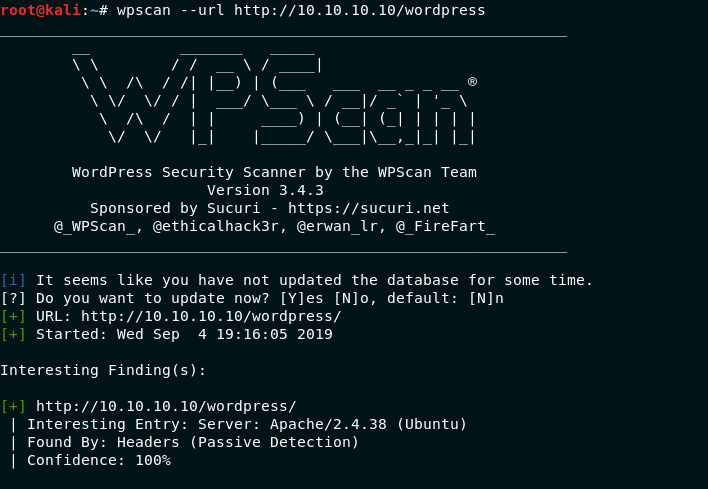 root@kali:~# wpscan --url http://10.10.10.10/wordpress
_______________________________________________________________
        __          _______   _____
        \ \        / /  __ \ / ____|
         \ \  /\  / /| |__) | (___   ___  __ _ _ __ ®
          \ \/  \/ / |  ___/ \___ \ / __|/ _` | '_ \
           \  /\  /  | |     ____) | (__| (_| | | | |
            \/  \/   |_|    |_____/ \___|\__,_|_| |_|

        WordPress Security Scanner by the WPScan Team
                       Version 3.4.3
          Sponsored by Sucuri - https://sucuri.net
      @_WPScan_, @ethicalhack3r, @erwan_lr, @_FireFart_
_______________________________________________________________

[i] It seems like you have not updated the database for some time.
[?] Do you want to update now? [Y]es [N]o, default: [N]n
[+] URL: http://10.10.10.10/wordpress/
[+] Started: Wed Sep  4 19:16:05 2019

Interesting Finding(s):

[+] http://10.10.10.10/wordpress/
 | Interesting Entry: Server: Apache/2.4.38 (Ubuntu)
 | Found By: Headers (Passive Detection)
 | Confidence: 100%